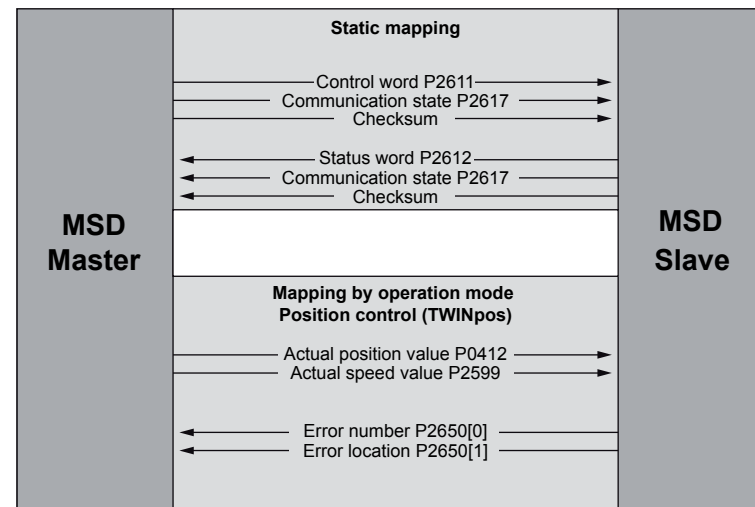 Static mapping
Control word P2611
Communication state P2617
Checksum
Status word P2612
Communication state P2617
Checksum
MSD
Master
MSD
Slave
Mapping by operation mode
Position control (TWINpos)
Actual position value P0412
Actual speed value P2599
Error number P2650[0]
Error location P2650[1]